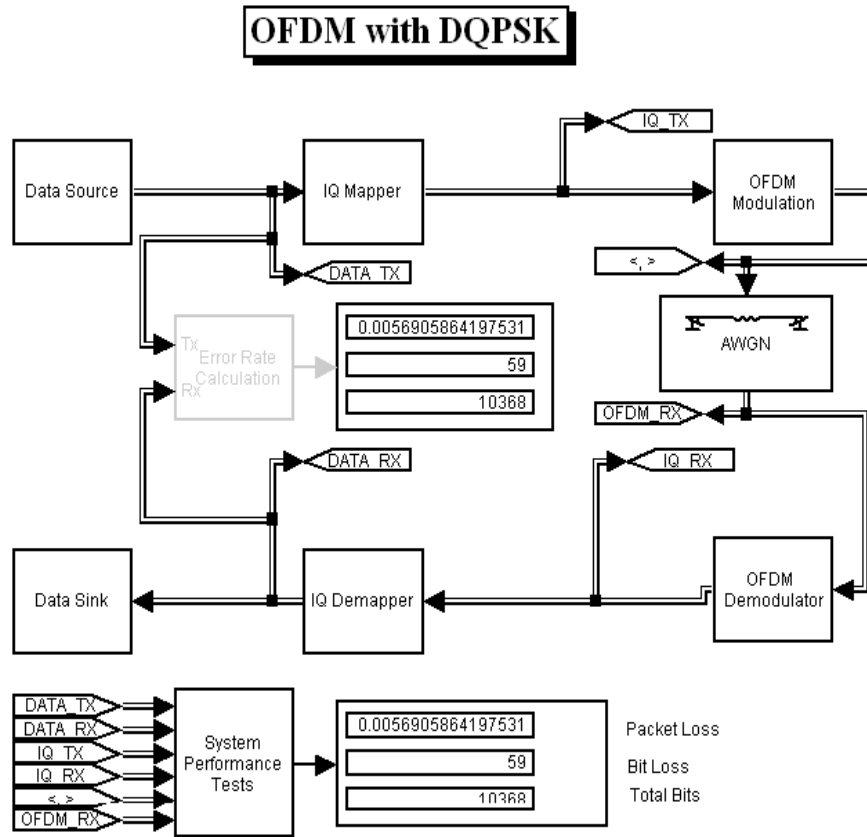 OFDM with DQPSK
IQ_TX
Data Source
IQ Mapper
OFDM
Modulation
DATA_TX
<, >
0.0056905864197531
59
10368
Tx
Error Rate
Calculation
Rx
AWGN
OFDM_RX
DATA_RX
IQ_RX
Data Sink
IQ Demapper
OFDM
Demodulator
DATA_TX
DATA_RX
IQ_TX
IQ_RX
<, >
OFDM_RX
System
Performance
Tests
0.0056905864197531
59
10368
Packet Loss
Bit Loss
Total Bits